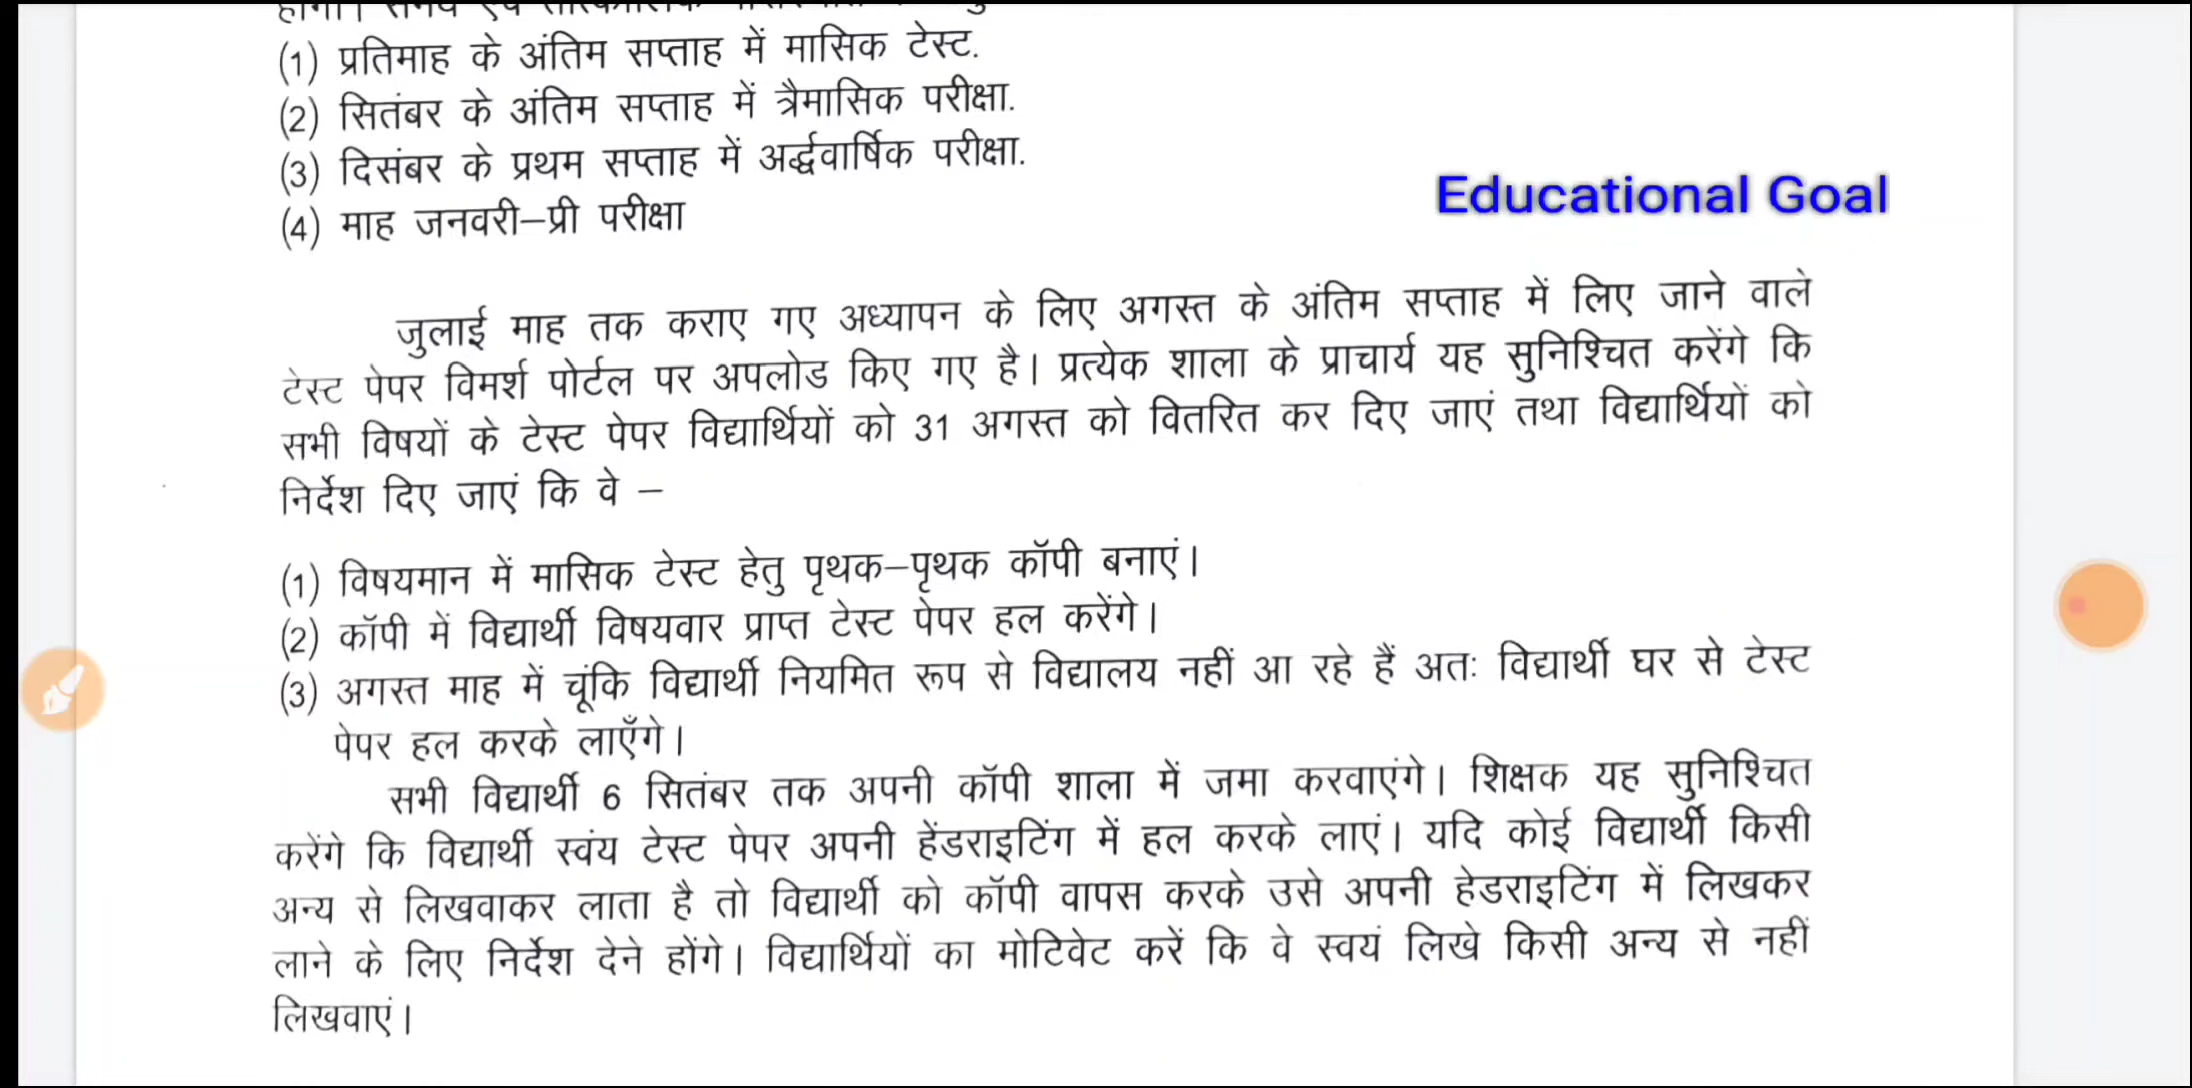 (1) प्रतिमाह के अंतिम सप्ताह में मासिक टेस्ट.
(2) सितंबर के अंतिम सप्ताह में त्रैमासिक परीक्षा.
(3) दिसंबर के प्रथम सप्ताह में अर्द्धवार्षिक परीक्षा.
(4) माह जनवरी–प्री परीक्षा
Educational Goal
जुलाई माह तक कराए गए अध्यापन के लिए अगस्त के अंतिम सप्ताह में लिए जाने वाले
टेस्ट पेपर विमर्श पोर्टल पर अपलोड किए गए है। प्रत्येक शाला के प्राचार्य यह सुनिश्चित करेंगे कि
सभी विषयों के टेस्ट पेपर विद्यार्थियों को 31 अगस्त को वितरित कर दिए जाएं तथा विद्यार्थियों को
निर्देश दिए जाएं कि वे –
(1) विषयमान में मासिक टेस्ट हेतु पृथक–पृथक कॉपी बनाएं।
(2) कॉपी में विद्यार्थी विषयवार प्राप्त टेस्ट पेपर हल करेंगे।
(3) अगस्त माह में चूंकि विद्यार्थी नियमित रूप से विद्यालय नहीं आ रहे हैं अतः विद्यार्थी घर से टेस्ट
पेपर हल करके लाएँगे।
सभी विद्यार्थी 6 सितंबर तक अपनी कॉपी शाला में जमा करवाएंगे। शिक्षक यह सुनिश्चित
करेंगे कि विद्यार्थी स्वंय टेस्ट पेपर अपनी हेंडराइटिंग में हल करके लाएं। यदि कोई विद्यार्थी किसी
अन्य से लिखवाकर लाता है तो विद्यार्थी को कॉपी वापस करके उसे अपनी हेडराइटिंग में लिखकर
लाने के लिए निर्देश देने होंगे। विद्यार्थियों का मोटिवेट करें कि वे स्वयं लिखे किसी अन्य से नहीं
लिखवाएं।